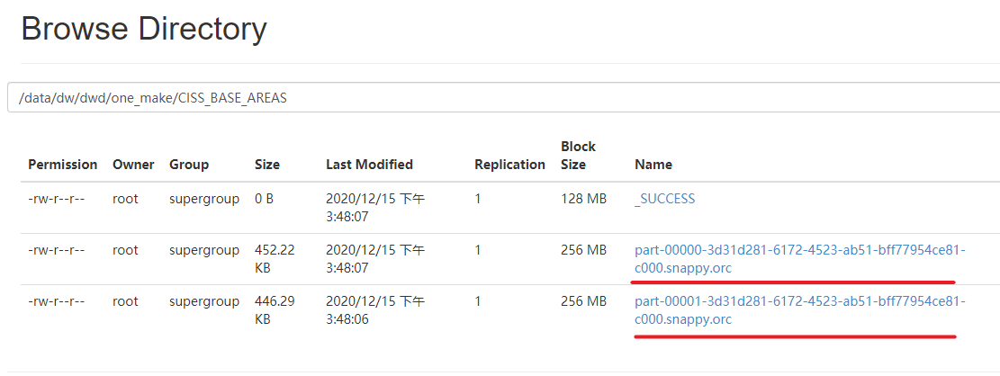 Browse Directory
/data/dw/dwd/one_make/CISS_BASE_AREAS
Permission Owner Group Size Last Modified Replication Block Size Name
-rw-r--r-- root supergroup 0 B 2020/12/15 下午 3:48:07 1 128 MB _SUCCESS
-rw-r--r-- root supergroup 452.22 KB 2020/12/15 下午 3:48:07 1 256 MB part-00000-3d31d281-6172-4523-ab51-bff77954ce81-c000.snappy.orc
-rw-r--r-- root supergroup 446.29 KB 2020/12/15 下午 3:48:06 1 256 MB part-00001-3d31d281-6172-4523-ab51-bff77954ce81-c000.snappy.orc